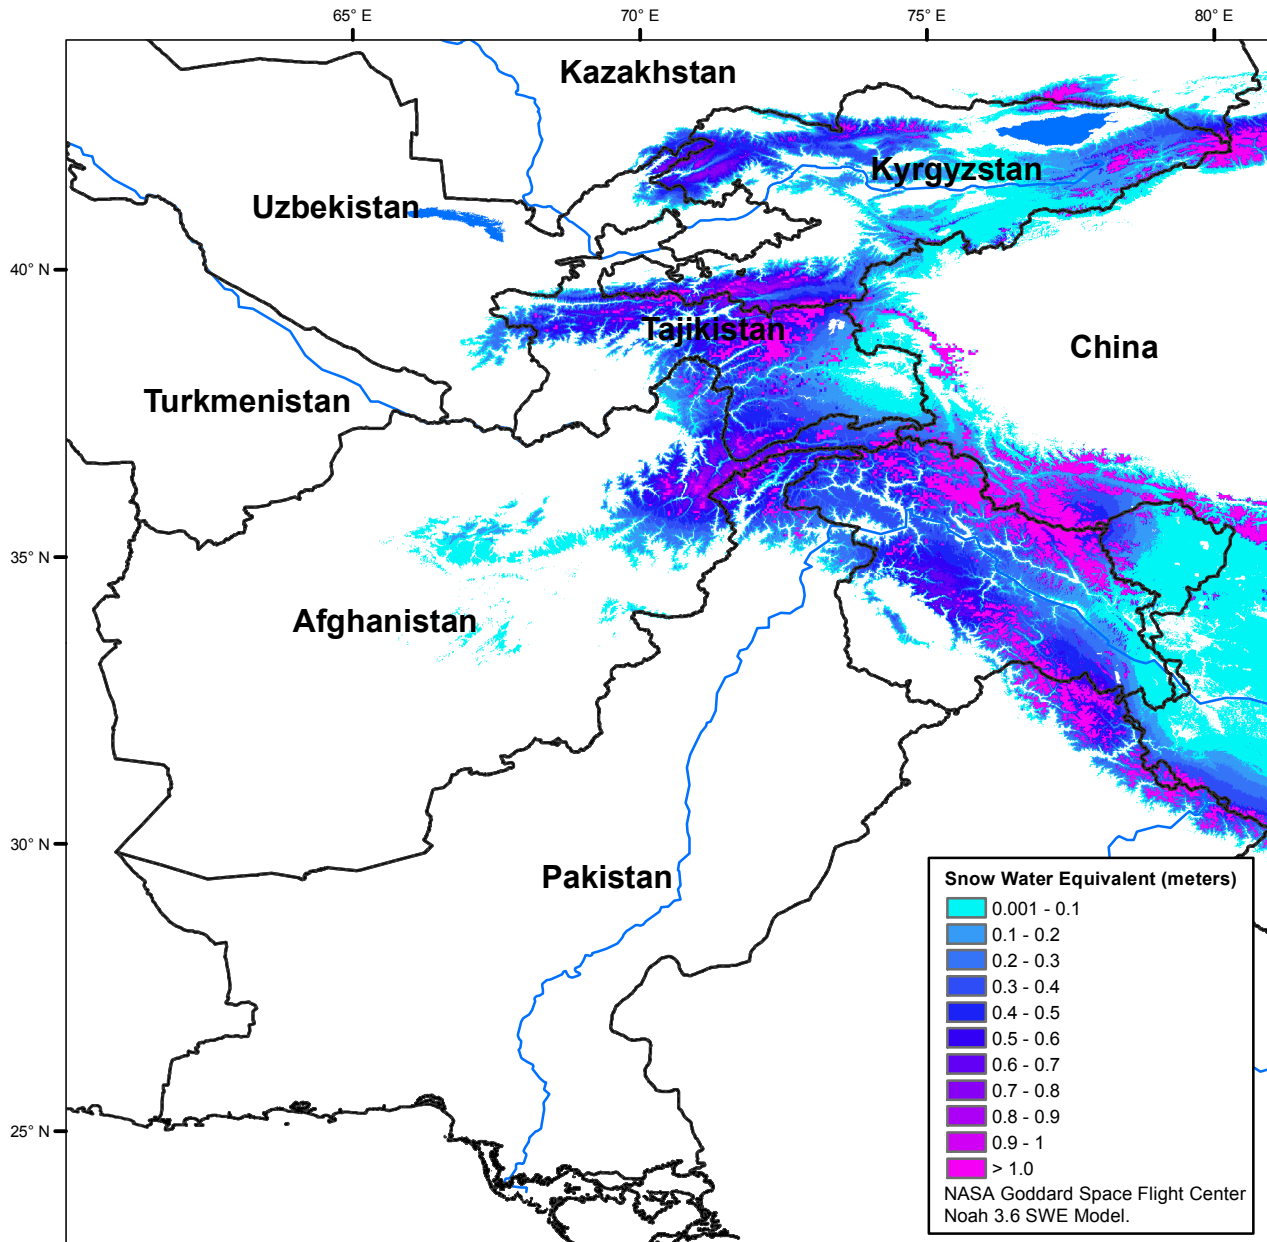 65° E
70° E
75° E
80° E
Kazakhstan
Kyrgyzstan
Uzbekistan
40° N
Tajikistan
China
Turkmenistan
35° N
Afghanistan
30° N
Pakistan
25° N
Snow Water Equivalent (meters)
0.001 - 0.1
0.1 - 0.2
0.2 - 0.3
0.3 - 0.4
0.4 - 0.5
0.5 - 0.6
0.6 - 0.7
0.7 - 0.8
0.8 - 0.9
0.9 - 1
> 1.0
NASA Goddard Space Flight Center
Noah 3.6 SWE Model.